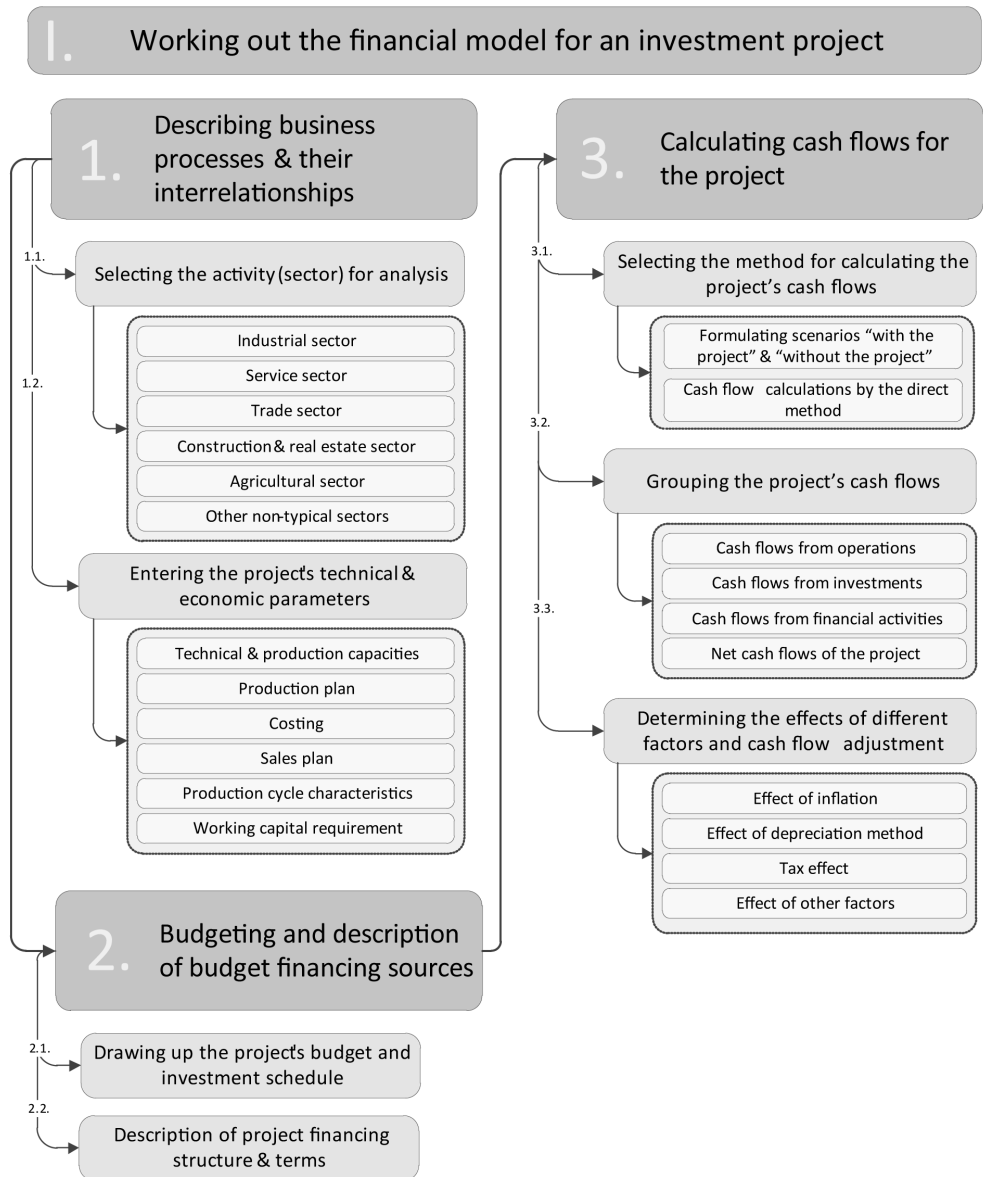 I. Working out the financial model for an investment project
1. Describing business
processes & their
interrelationships
1.1.
Selecting the activity (sector) for analysis
Industrial sector
Service sector
Trade sector
Construction & real estate sector
Agricultural sector
Other non-typical sectors
1.2.
Entering the project's technical &
economic parameters
Technical & production capacities
Production plan
Costing
Sales plan
Production cycle characteristics
Working capital requirement
2. Budgeting and description
of budget financing sources
2.1.
Drawing up the project's budget and
investment schedule
2.2.
Description of project financing
structure & terms
3. Calculating cash flows for
the project
3.1.
Selecting the method for calculating the
project’s cash flows
Formulating scenarios “with the
project” & “without the project”
Cash flow calculations by the direct
method
3.2.
Grouping the project’s cash flows
Cash flows from operations
Cash flows from investments
Cash flows from financial activities
Net cash flows of the project
3.3.
Determining the effects of different
factors and cash flow adjustment
Effect of inflation
Effect of depreciation method
Tax effect
Effect of other factors